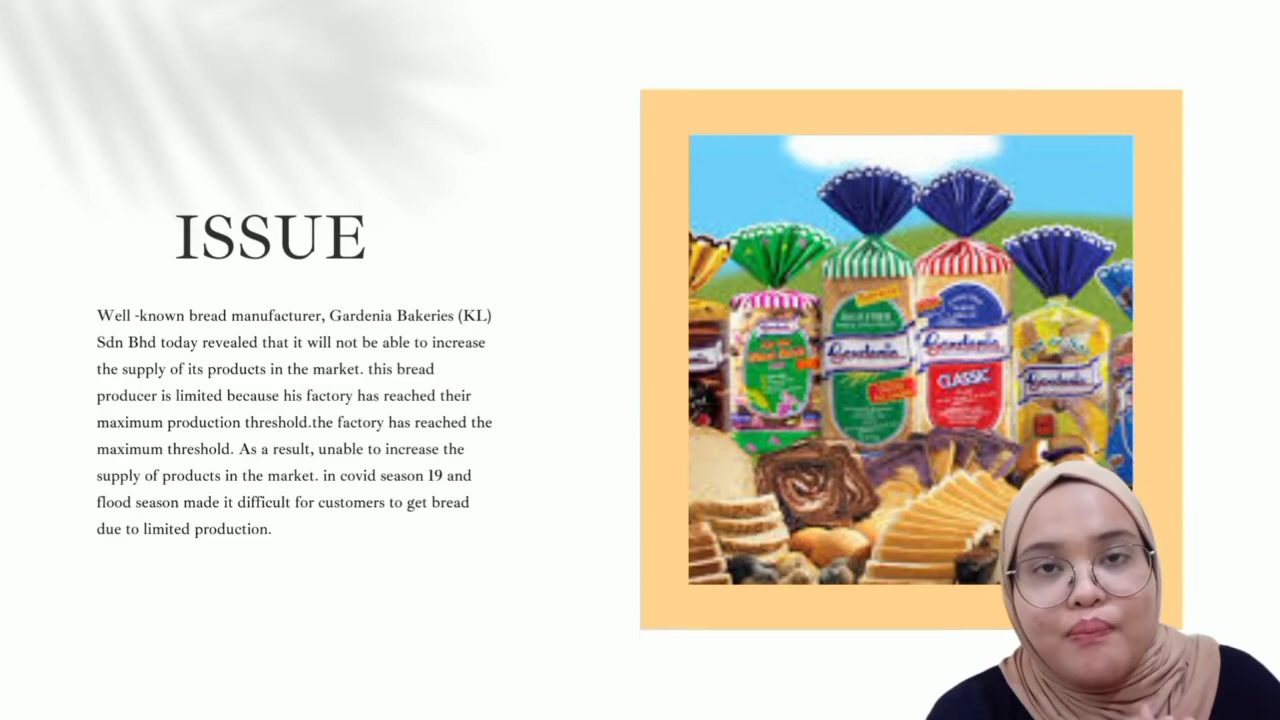 ISSUE
Well -known bread manufacturer, Gardenia Bakeries (KL)
Sdn Bhd today revealed that it will not be able to increase
the supply of its products in the market. this bread
producer is limited because his factory has reached their
maximum production threshold.the factory has reached the
maximum threshold. As a result, unable to increase the
supply of products in the market. in covid season 19 and
flood season made it difficult for customers to get bread
due to limited production.
Gardenia
Gardenia
CLASSIC
Gardenia